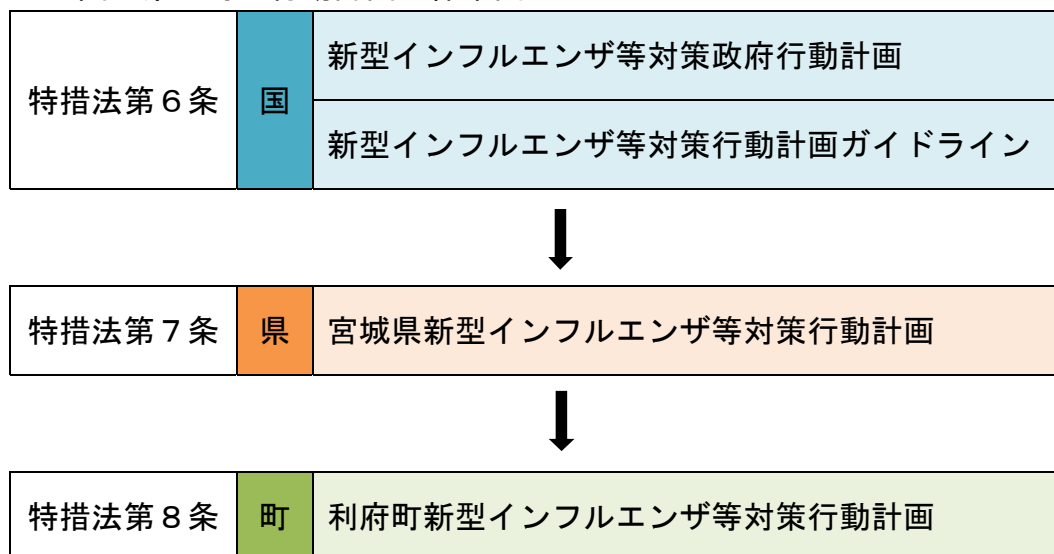 特措法第６条 国 新型インフルエンザ等対策政府行動計画
新型インフルエンザ等対策行動計画ガイドライン
特措法第７条 県 宮城県新型インフルエンザ等対策行動計画
特措法第８条 町 利府町新型インフルエンザ等対策行動計画